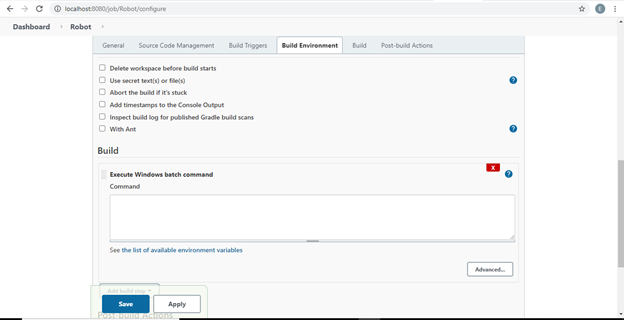 localhost:8080/job/Robot/configure
E
Dashboard
Robot
General
Source Code Management
Build Triggers
Build Environment
Build
Post-build Actions
Delete workspace before build starts
Use secret text(s) or file(s)
?
Abort the build if it's stuck
Add timestamps to the Console Output
Inspect build log for published Gradle build scans
With Ant
?
Build
X
Execute Windows batch command
?
Command
See the list of available environment variables
Advanced...
Add build step
Save
Apply
Post-build Actions